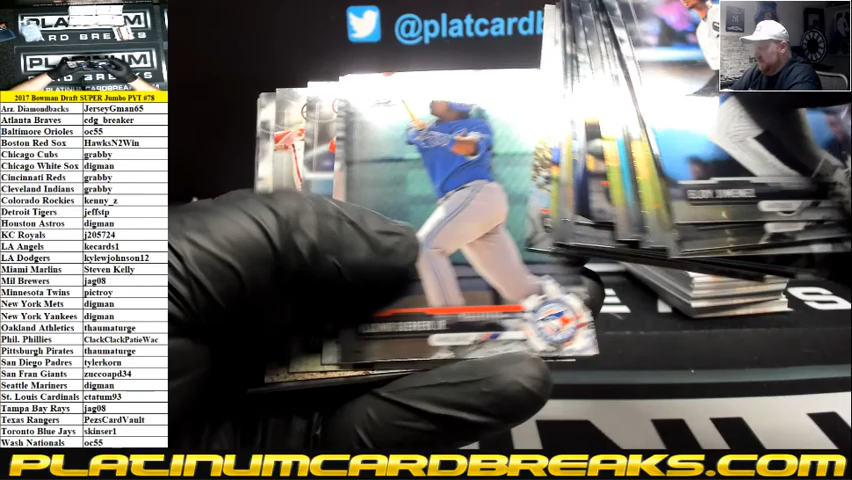 @platcardb
PLATINUM
CARD BREAKS
2017 Bowman Draft SUPER Jumbo PYT #78
Arz. Diamondbacks JerseyGman65
Atlanta Braves cdg_breaker
Baltimore Orioles oc55
Boston Red Sox HawksN2Win
Chicago Cubs grabby
Chicago White Sox digman
Cincinnati Reds grabby
Cleveland Indians grabby
Colorado Rockies kenny_z
Detroit Tigers jeffstp
Houston Astros digman
KC Royals j205724
LA Angels kecards1
LA Dodgers kylewjohnson12
Miami Marlins Steven Kelly
Mil Brewers jag08
Minnesota Twins pictroy
New York Mets digman
New York Yankees digman
Oakland Athletics thaumaturge
Phil. Phillies ClackClackPatieWac
Pittsburgh Pirates thaumaturge
San Diego Padres tylerkorn
San Fran Giants zuccoapd34
Seattle Mariners digman
St. Louis Cardinals ctatum93
Tampa Bay Rays jag08
Texas Rangers PezsCardVault
Toronto Blue Jays skinser1
Wash Nationals oc55
PLATINUMCARDBREAKS.COM